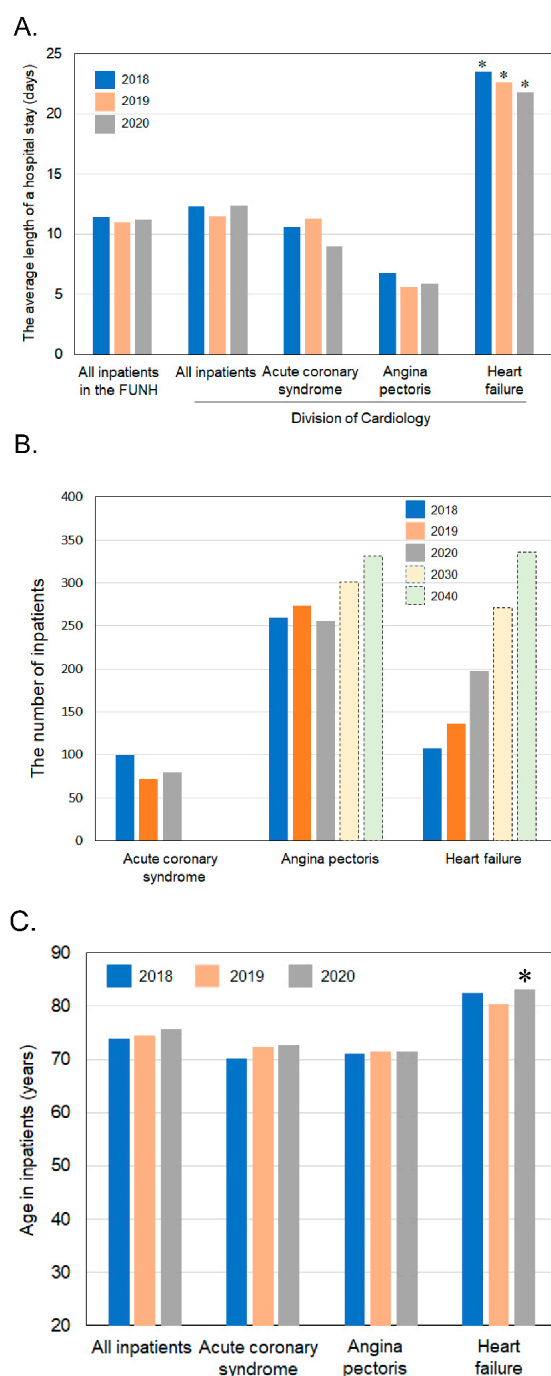 A.
The average length of a hospital stay (days)
25
20
15
10
5
0
2018
2019
2020
*
*
*
All inpatients
in the FUNH
All inpatients
Acute coronary
syndrome
Angina
pectoris
Heart
failure
Division of Cardiology
B.
The number of inpatients
400
350
300
250
200
150
100
50
0
2018
2019
2020
2030
2040
Acute coronary
syndrome
Angina pectoris
Heart failure
C.
Age in inpatients (years)
90
80
70
60
50
40
30
20
2018
2019
2020
*
All inpatients
Acute coronary
syndrome
Angina
pectoris
Heart
failure